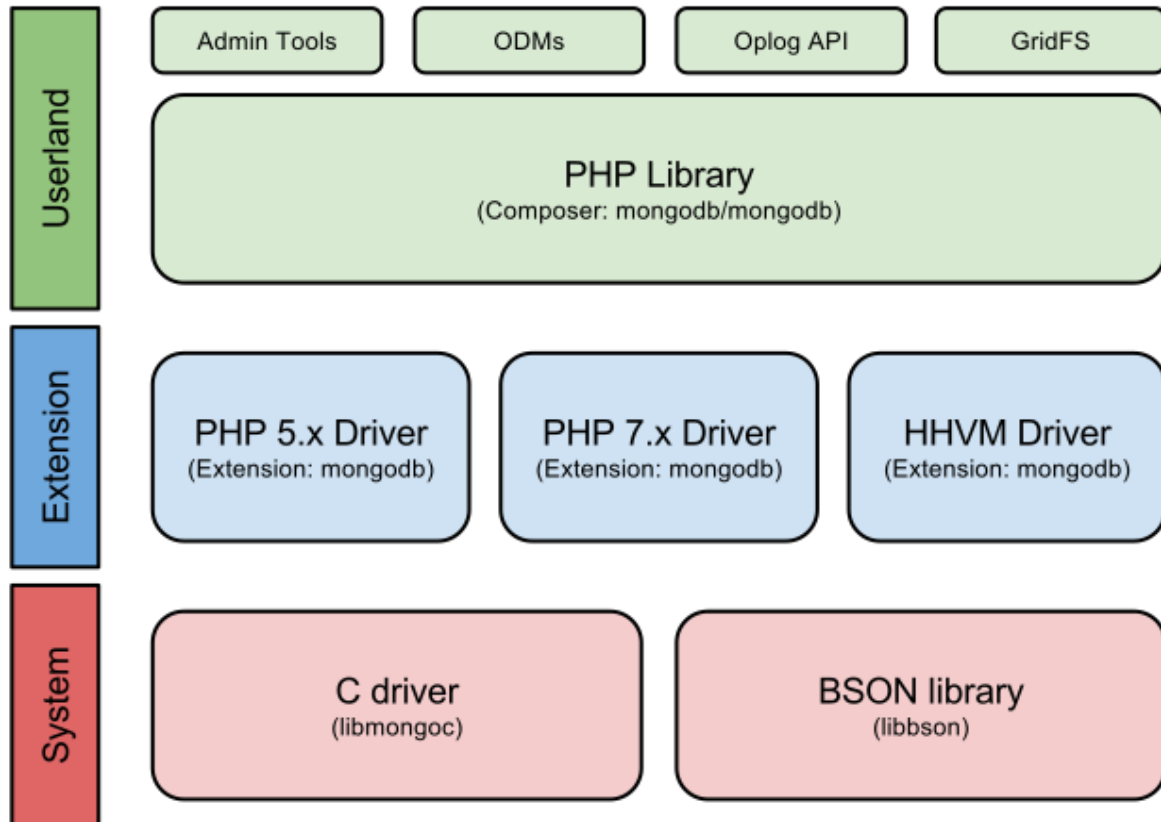 Userland
Admin Tools
ODMs
Oplog API
GridFS
PHP Library
(Composer: mongodb/mongodb)
Extension
PHP 5.x Driver
(Extension: mongodb)
PHP 7.x Driver
(Extension: mongodb)
HHVM Driver
(Extension: mongodb)
System
C driver
(libmongoc)
BSON library
(libbson)